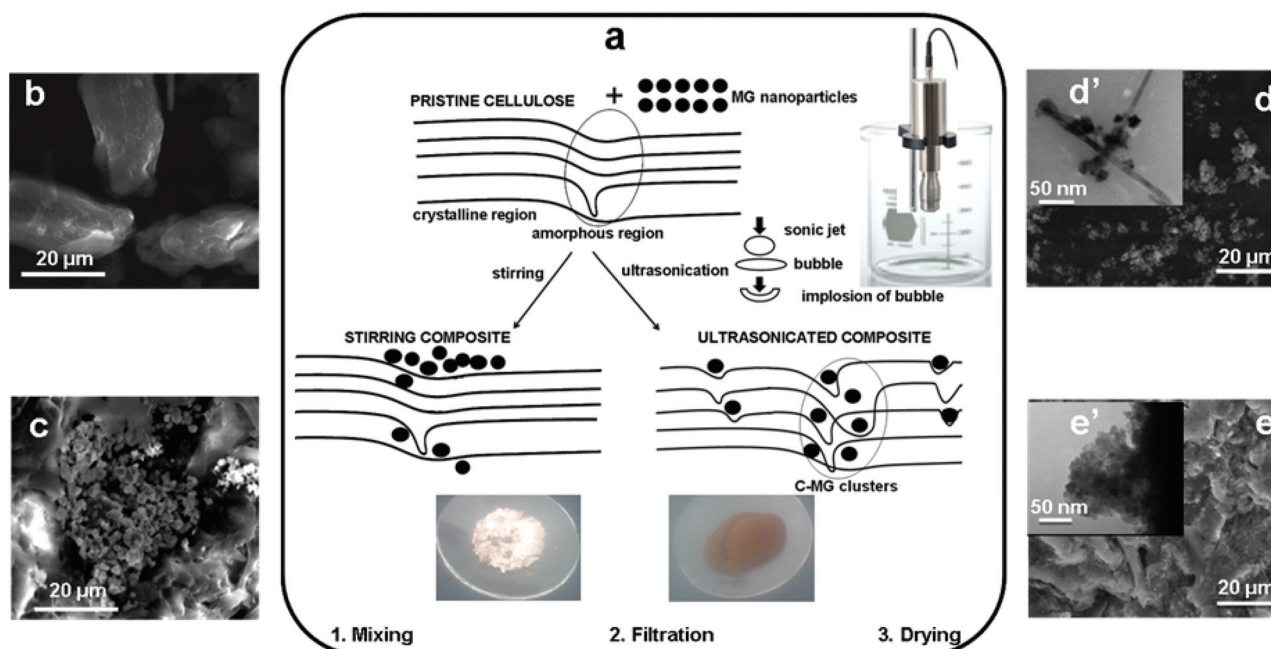 a
b
20 µm
c
20 µm
PRISTINE CELLULOSE
+
MG nanoparticles
crystalline region
amorphous region
stirring
ultrasonication
sonic jet
bubble
implosion of bubble
STIRRING COMPOSITE
ULTRASONICATED COMPOSITE
C-MG clusters
1. Mixing
2. Filtration
3. Drying
d'
d
50 nm
20 µm
e'
e
50 nm
20 µm